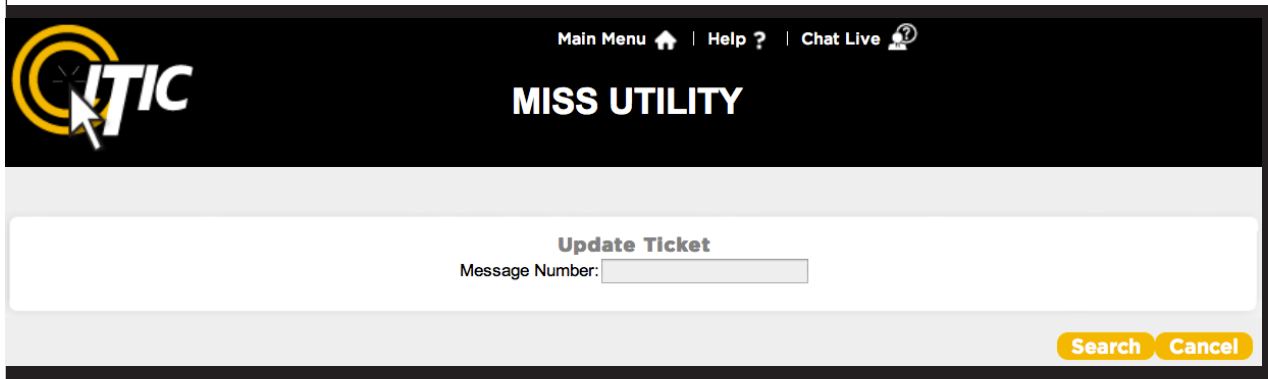 Main Menu | Help ? | Chat Live
ITIC
MISS UTILITY
Update Ticket
Message Number:
Search Cancel